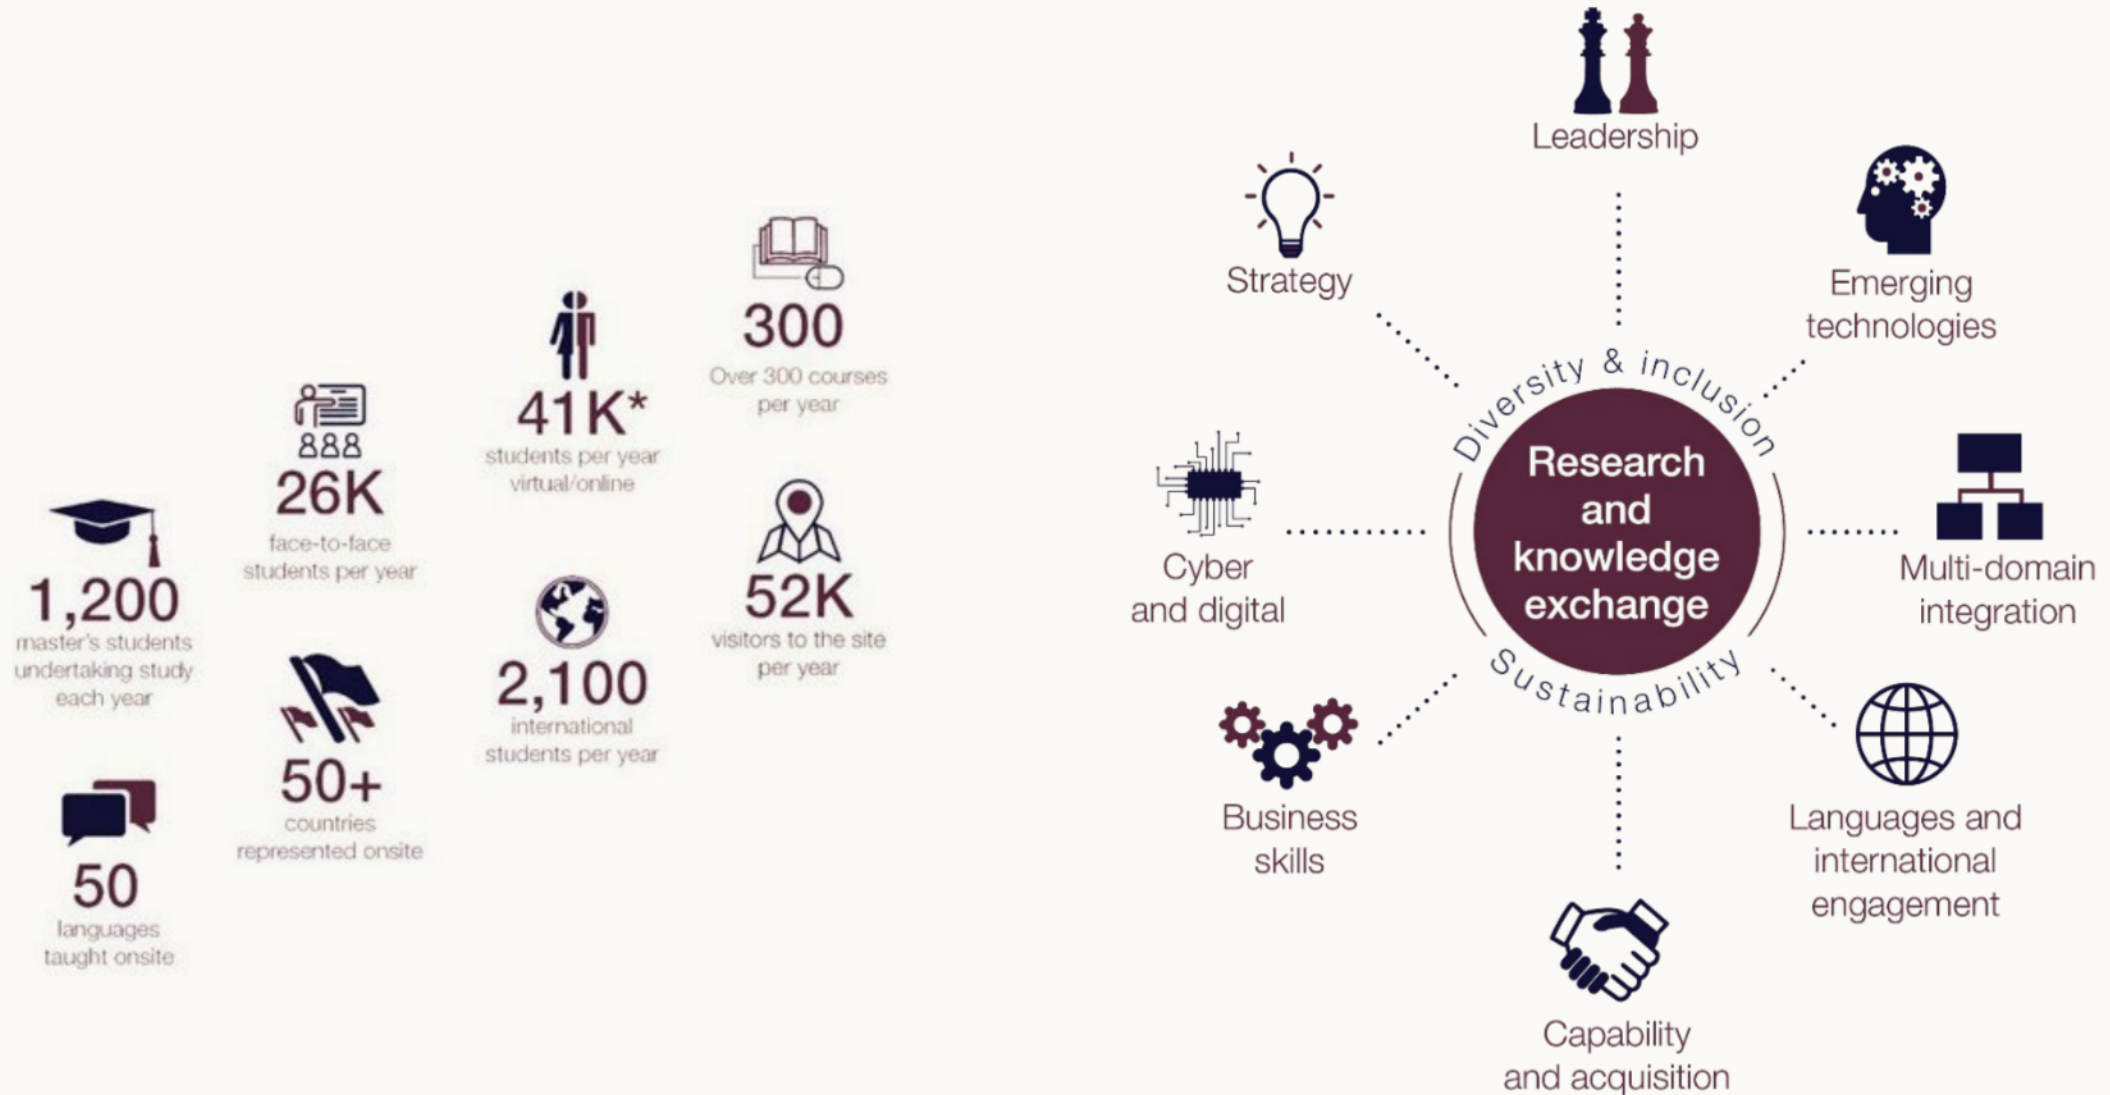 1,200
master's students
undertaking study
each year
50
languages
taught onsite
26K
face-to-face
students per year
50+
countries
represented onsite
41K*
students per year
virtual/online
2,100
international
students per year
300
Over 300 courses
per year
52K
visitors to the site
per year
Leadership
Emerging
technologies
Multi-domain
integration
Languages and
international
engagement
Capability
and acquisition
Business
skills
Cyber
and digital
Strategy
Diversity & inclusion
Research
and
knowledge
exchange
Sustainability